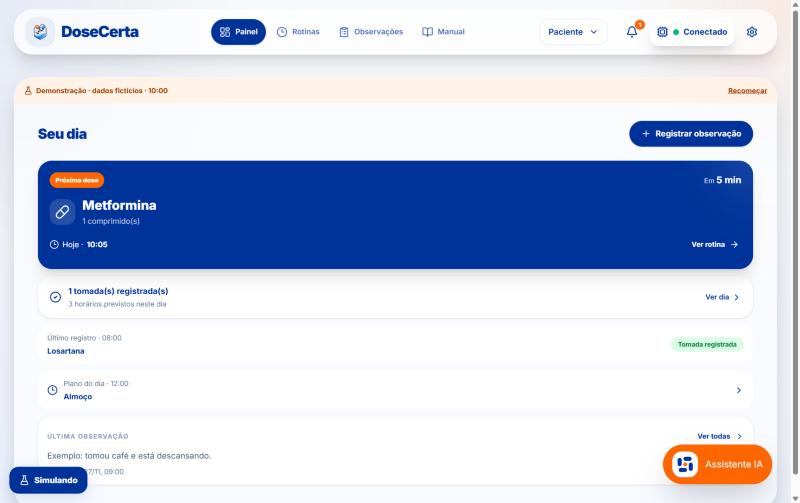 DoseCerta
Painel
Rotinas
Observações
Manual
Paciente
1
Conectado
Demonstração · dados fictícios · 10:00
Recomeçar
Seu dia
+ Registrar observação
Próxima dose
Em 5 min
Metformina
1 comprimido(s)
Hoje · 10:05
Ver rotina
1 tomada(s) registrada(s)
3 horários previstos neste dia
Ver dia
Último registro · 08:00
Losartana
Tomada registrada
Plano do dia · 12:00
Almoço
ÚLTIMA OBSERVAÇÃO
Ver todas
Exemplo: tomou café e está descansando.
7/11, 09:00
Simulando
Assistente IA